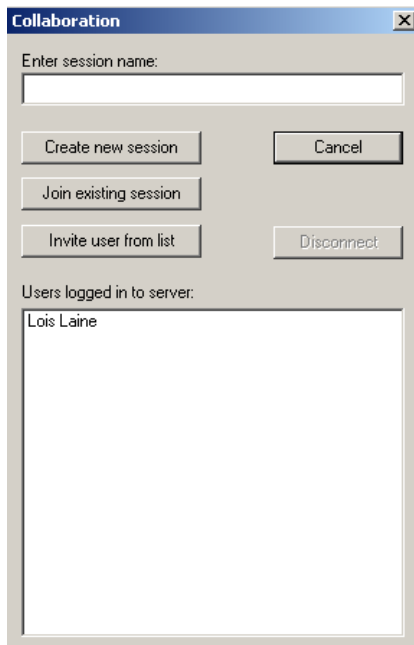 Collaboration
Enter session name:
Create new session
Cancel
Join existing session
Invite user from list
Disconnect
Users logged in to server:
Lois Laine